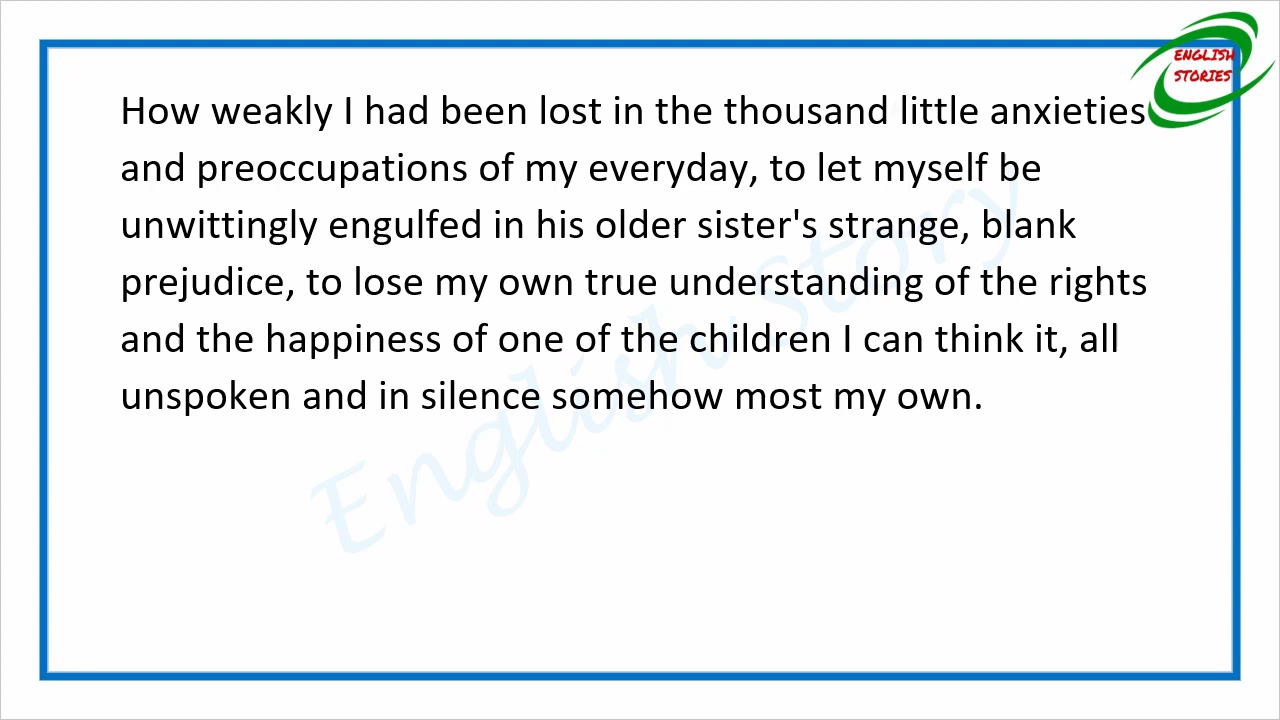 ENGLISH
STORIES
How weakly I had been lost in the thousand little anxieties
and preoccupations of my everyday, to let myself be
unwittingly engulfed in his older sister's strange, blank
prejudice, to lose my own true understanding of the rights
and the happiness of one of the children I can think it, all
unspoken and in silence somehow most my own.
English Story